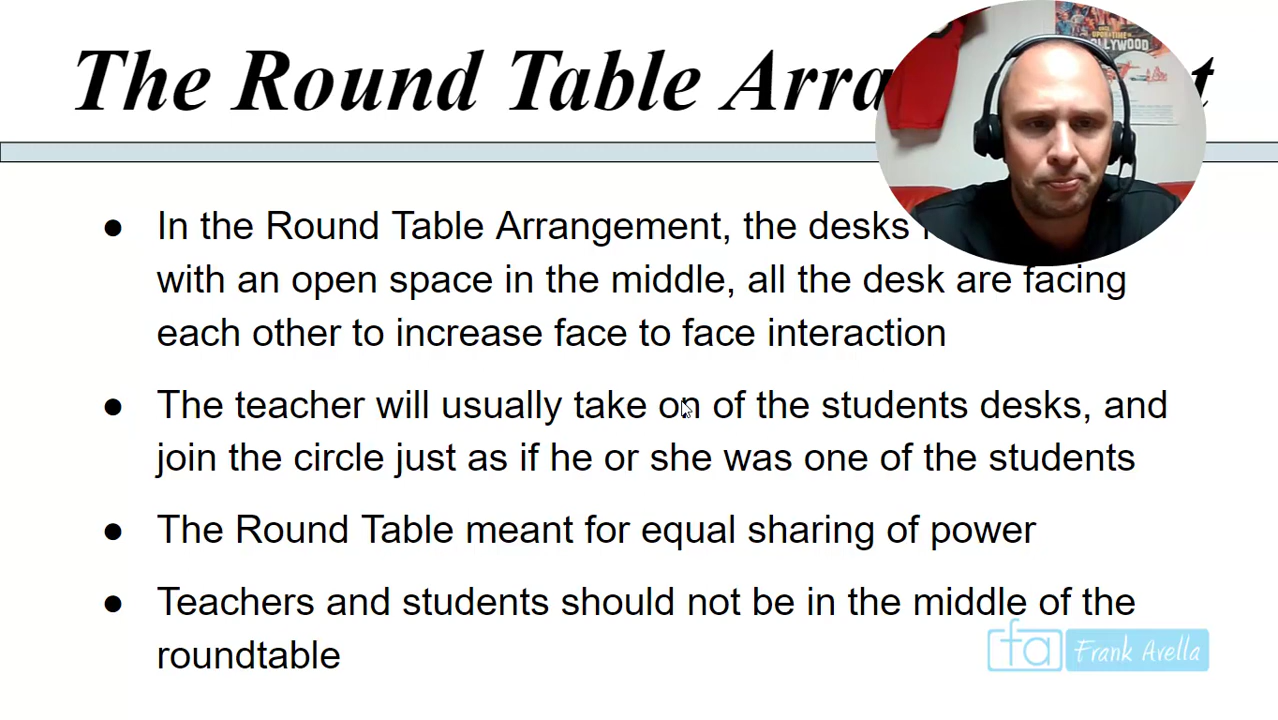 The Round Table Arra t
● In the Round Table Arrangement, the desks
with an open space in the middle, all the desk are facing
each other to increase face to face interaction
● The teacher will usually take on of the students desks, and
join the circle just as if he or she was one of the students
● The Round Table meant for equal sharing of power
● Teachers and students should not be in the middle of the
roundtable
HOLLYWOOD
fa Frank Avella